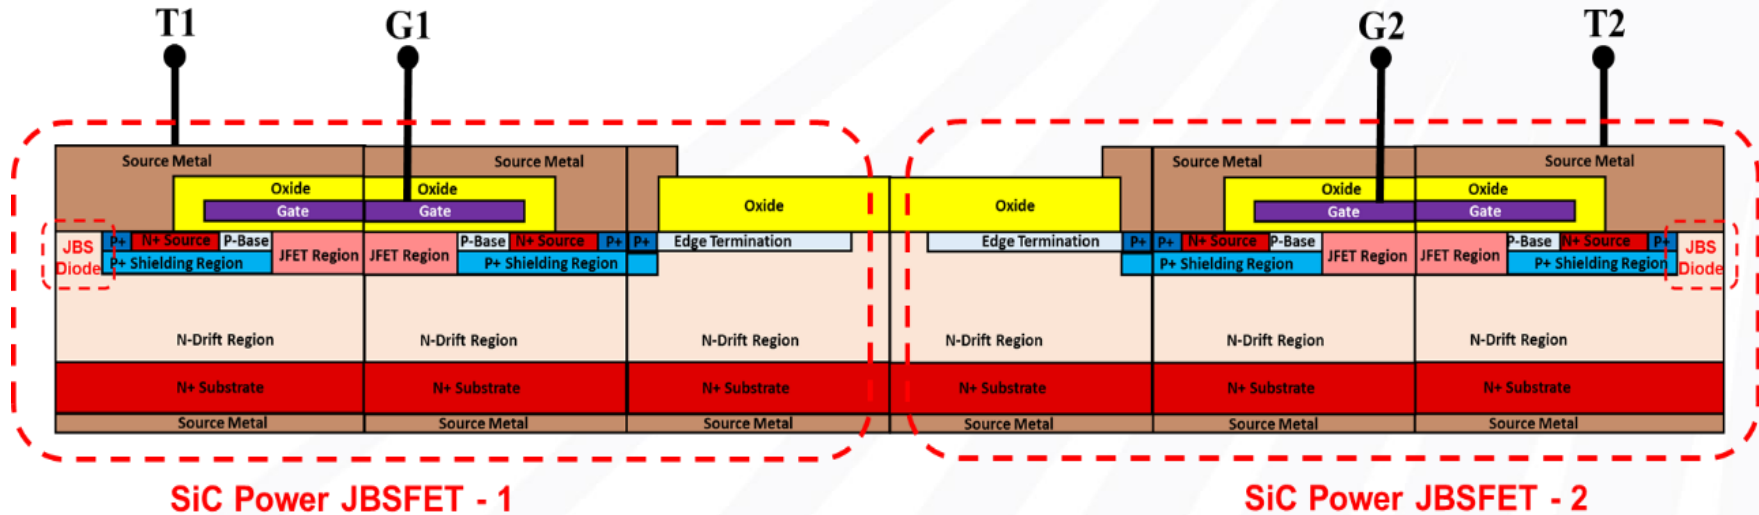 T1 G1 G2 T2
Source Metal Source Metal Source Metal Source Metal
Oxide Oxide Oxide Oxide
Gate Gate Oxide Oxide Gate Gate
JBS Diode P+ N+ Source P-Base JFET Region JFET Region P-Base N+ Source P+ P+ Edge Termination Edge Termination P+ P+ N+ Source P-Base JFET Region JFET Region P-Base N+ Source P+ JBS Diode
P+ Shielding Region P+ Shielding Region P+ Shielding Region P+ Shielding Region
N-Drift Region N-Drift Region N-Drift Region N-Drift Region N-Drift Region N-Drift Region
N+ Substrate N+ Substrate N+ Substrate N+ Substrate N+ Substrate N+ Substrate
Source Metal Source Metal Source Metal Source Metal Source Metal Source Metal
SiC Power JBSFET - 1 SiC Power JBSFET - 2